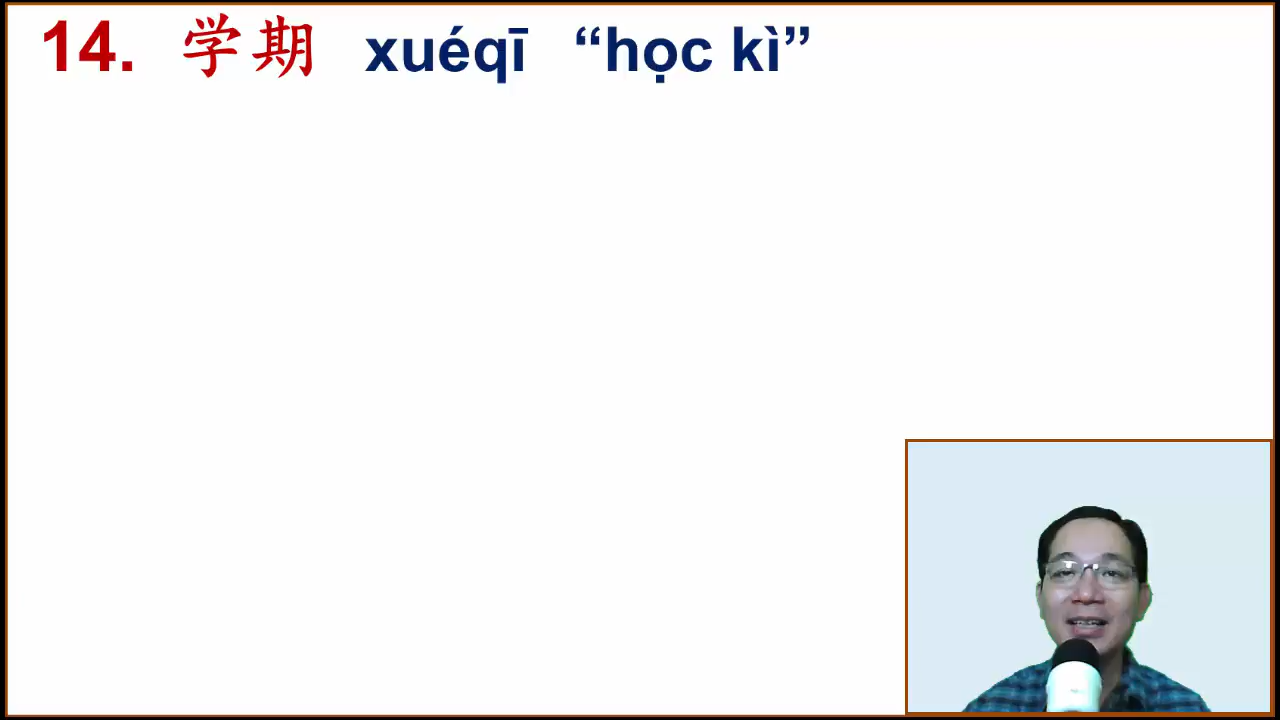 14. 学期 xuéqī “học kì”